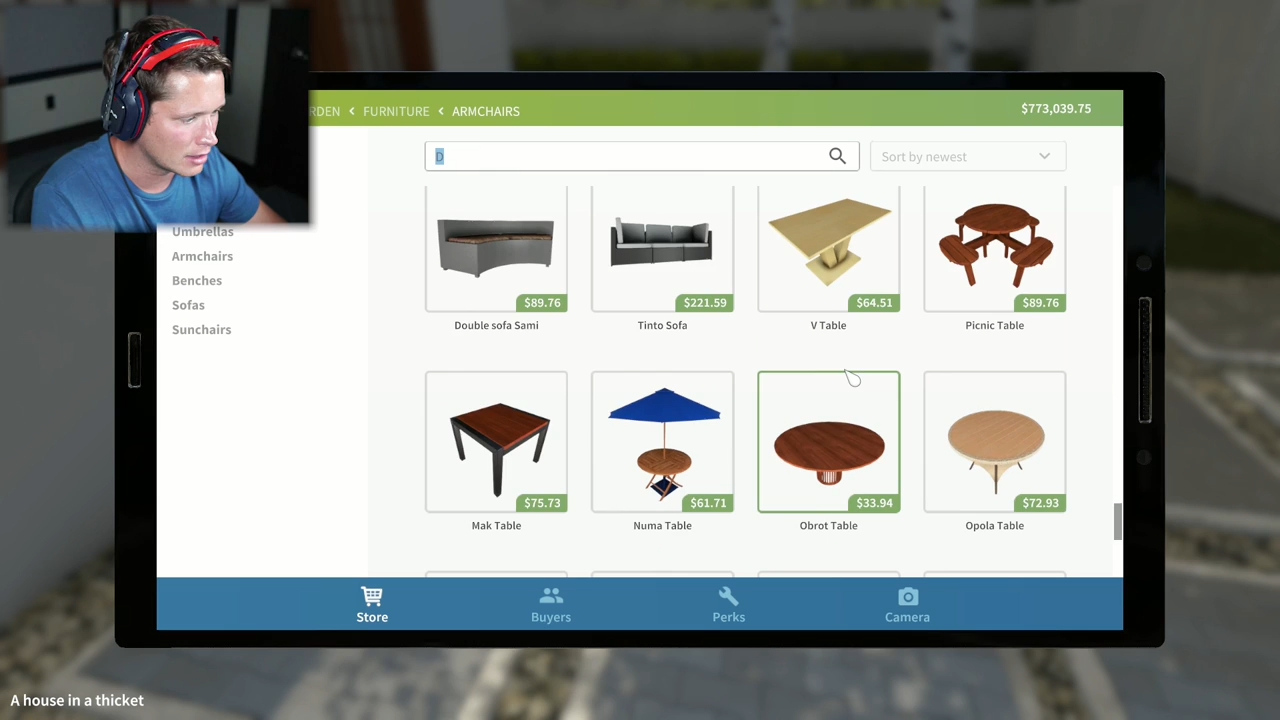 RDEN < FURNITURE < ARMCHAIRS
$773,039.75
D
Sort by newest
Umbrellas
Armchairs
Benches
Sofas
Sunchairs
$89.76
$221.59
$64.51
$89.76
Double sofa Sami
Tinto Sofa
V Table
Picnic Table
$75.73
$61.71
$33.94
$72.93
Mak Table
Numa Table
Obrot Table
Opola Table
Store
Buyers
Perks
Camera
A house in a thicket